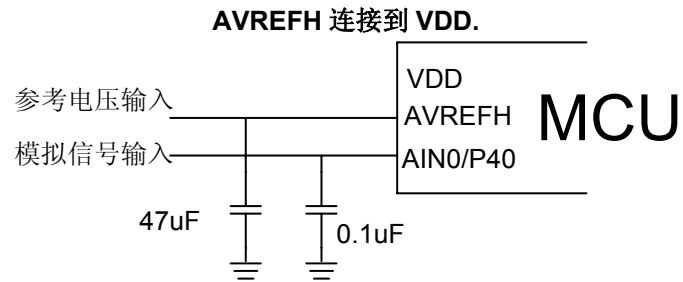 AVREFH 连接到 VDD.
VDD
参考电压输入
AVREFH
MCU
模拟信号输入
AIN0/P40
47uF
0.1uF